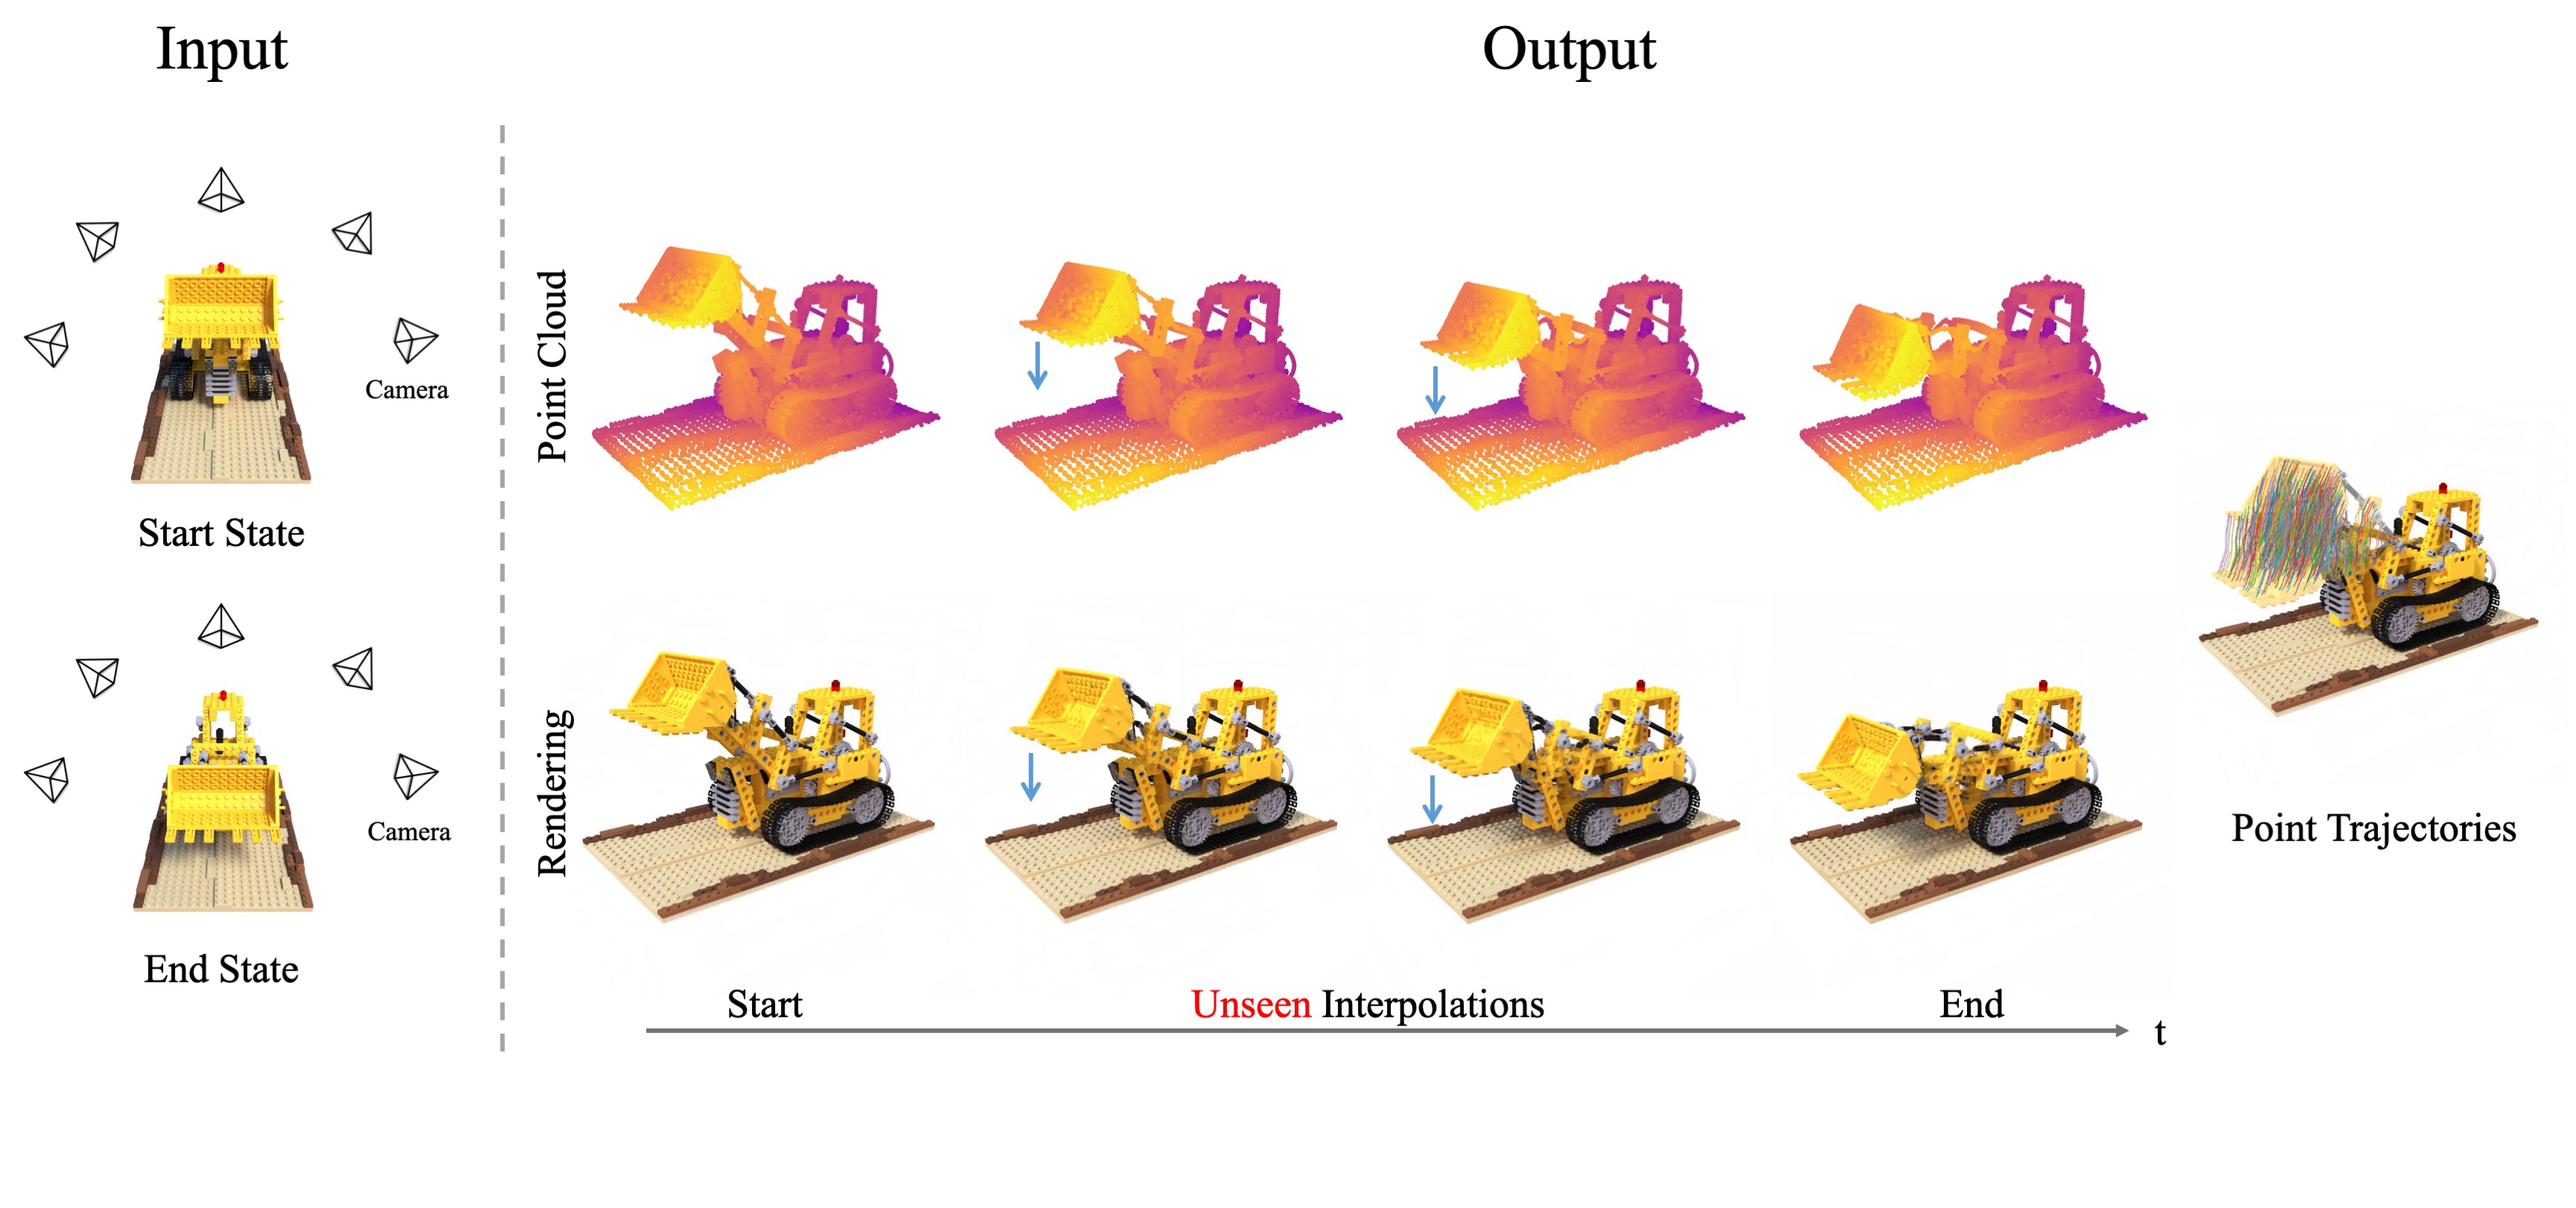 Input
Output
Camera
Start State
Camera
End State
Point Cloud
Rendering
Point Trajectories
Start
Unseen Interpolations
End
t